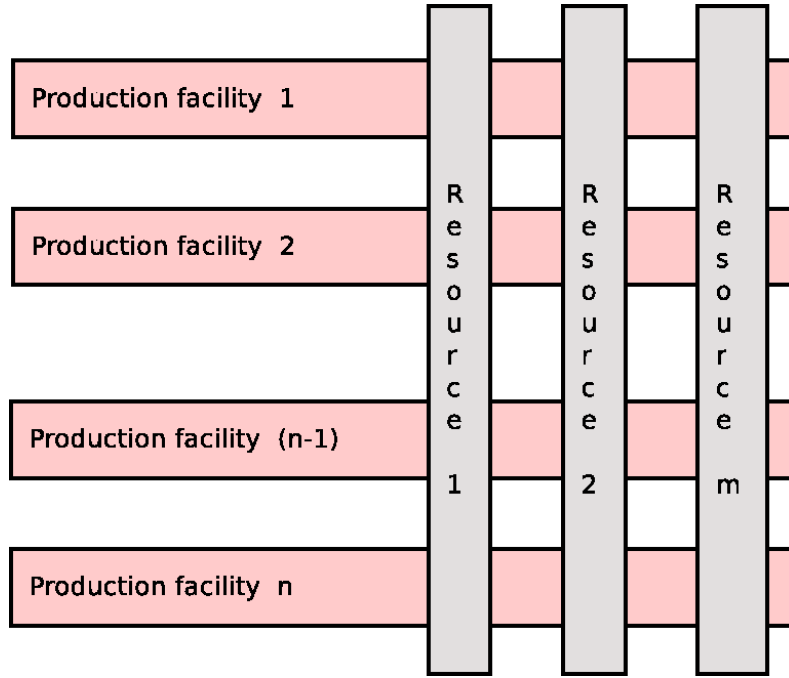 Production facility 1
Production facility 2
Production facility (n-1)
Production facility n
Resource 1
Resource 2
Resource m